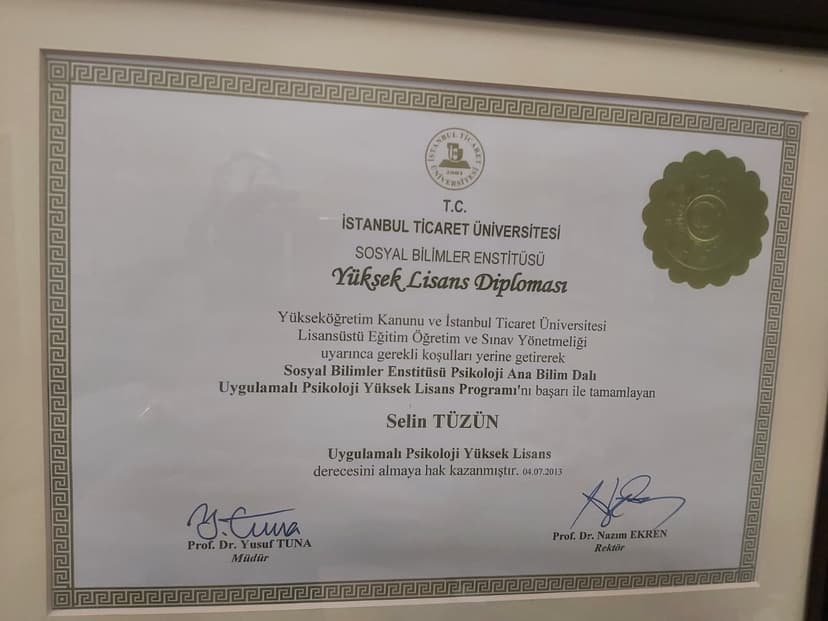 İSTANBUL TİCARET ÜNİVERSİTESİ
2001
T.C.
İSTANBUL TİCARET ÜNİVERSİTESİ
SOSYAL BİLİMLER ENSTİTÜSÜ
Yüksek Lisans Diploması
Yükseköğretim Kanunu ve İstanbul Ticaret Üniversitesi
Lisansüstü Eğitim Öğretim ve Sınav Yönetmeliği
uyarınca gerekli koşulları yerine getirerek
Sosyal Bilimler Enstitüsü Psikoloji Ana Bilim Dalı
Uygulamalı Psikoloji Yüksek Lisans Programı'nı başarı ile tamamlayan
Selin TÜZÜN
Uygulamalı Psikoloji Yüksek Lisans
derecesini almaya hak kazanmıştır. 04.07.2013
Y. Tuna
Prof. Dr. Yusuf TUNA
Müdür
Prof. Dr. Nazım EKREN
Rektör